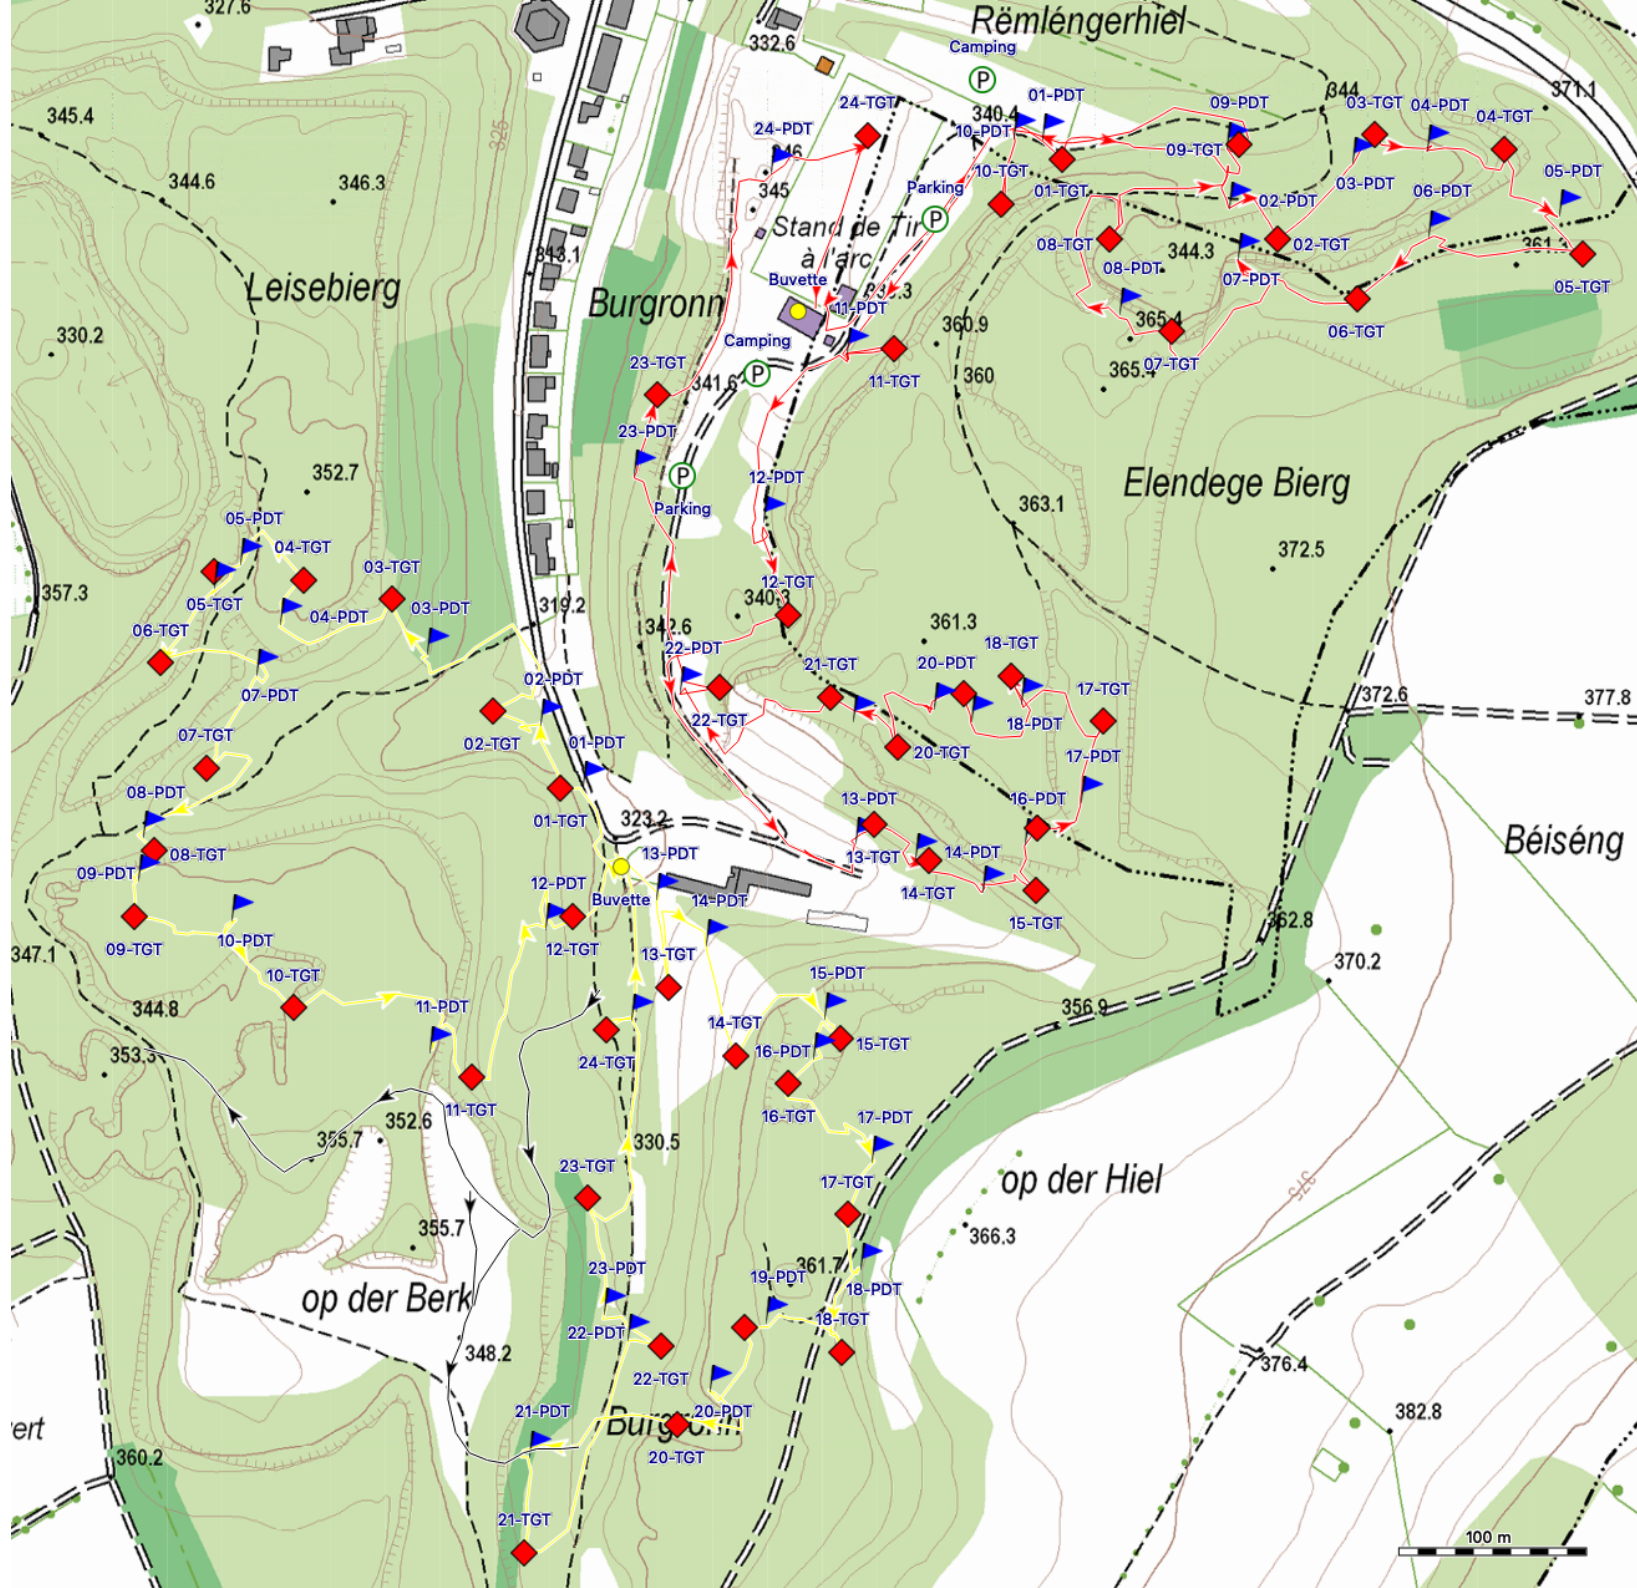 327.6
Rëmléngerhiel
332.6
Camping
P
344
371.1
345.4
325
24-TGT
340.4
01-PDT
09-PDT
03-TGT
04-PDT
04-TGT
24-PDT
346
10-PDT
09-TGT
344.6
346.3
345
Parking
P
10-TGT
01-TGT
03-PDT
05-PDT
02-PDT
06-PDT
Stand de Tir
à l'arc
313.1
08-TGT
344.3
02-TGT
361.1
Leisebierg
Burgronn
Buvette
08-PDT
07-PDT
05-TGT
11-PDT
330.2
360.9
365.4
06-TGT
Camping
P
23-TGT
341.6
11-TGT
360
365.4
07-TGT
23-PDT
352.7
P
Parking
12-PDT
Elendege Bierg
363.1
05-PDT
04-TGT
372.5
03-TGT
357.3
05-TGT
04-PDT
03-PDT
319.2
12-TGT
340.3
06-TGT
342.6
361.3
18-TGT
22-PDT
21-TGT
20-PDT
07-PDT
02-PDT
17-TGT
372.6
377.8
22-TGT
18-PDT
07-TGT
02-TGT
01-PDT
20-TGT
17-PDT
08-PDT
01-TGT
323.2
13-PDT
16-PDT
Béiséng
08-TGT
13-PDT
13-TGT
14-PDT
09-PDT
12-PDT
Buvette
14-PDT
14-TGT
15-TGT
362.8
09-TGT
10-PDT
12-TGT
13-TGT
347.1
10-TGT
15-PDT
370.2
344.8
11-PDT
14-TGT
356.9
353.3
24-TGT
16-PDT
15-TGT
11-TGT
16-TGT
17-PDT
352.6
355.7
330.5
23-TGT
17-TGT
op der Hiel
375
355.7
366.3
23-PDT
19-PDT
361.7
18-PDT
op der Berk
22-PDT
18-TGT
348.2
22-TGT
376.4
21-PDT
20-PDT
382.8
Burgronn
ert
360.2
20-TGT
21-TGT
100 m